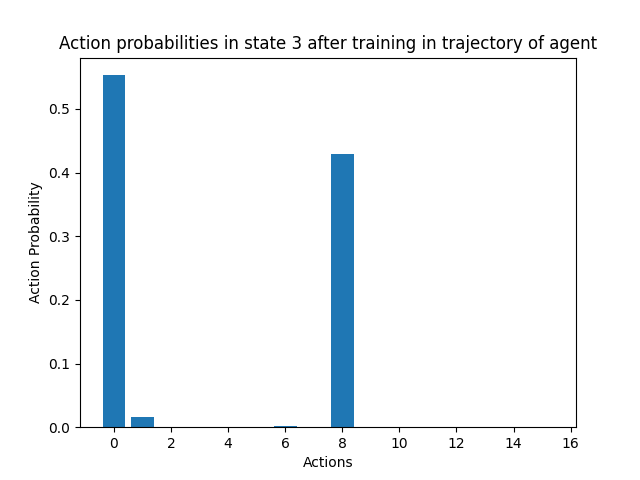 Action probabilities in state 3 after training in trajectory of agent
Action Probability
0.5
0.4
0.3
0.2
0.1
0.0
0 2 4 6 8 10 12 14 16
Actions